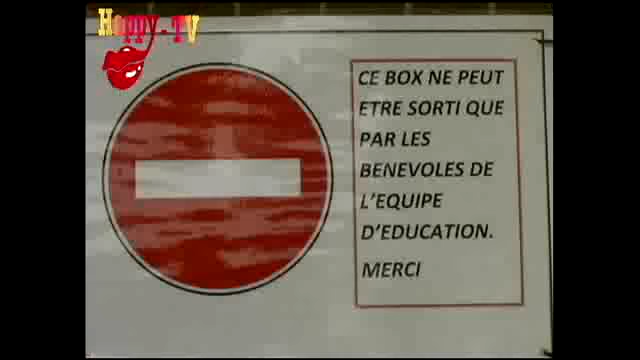 Happy-TV
CE BOX NE PEUT
ETRE SORTI QUE
PAR LES
BENEVOLES DE
L'EQUIPE
D'EDUCATION.
MERCI